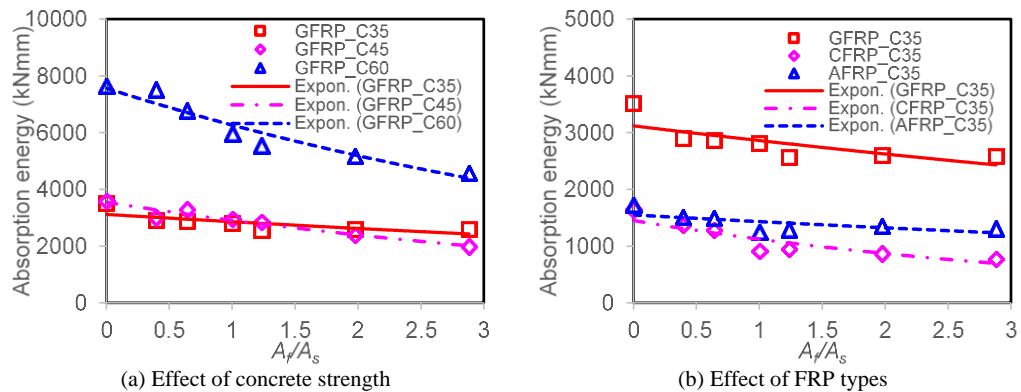 10000
8000
6000
4000
2000
0
Absorption energy (kNmm)
GFRP_C35
GFRP_C45
GFRP_C60
Expon. (GFRP_C35)
Expon. (GFRP_C45)
Expon. (GFRP_C60)
0 0.5 1 1.5 2 2.5 3
Af/As
(a) Effect of concrete strength
5000
4000
3000
2000
1000
0
Absorption energy (kNmm)
GFRP_C35
CFRP_C35
AFRP_C35
Expon. (GFRP_C35)
Expon. (CFRP_C35)
Expon. (AFRP_C35)
0 0.5 1 1.5 2 2.5 3
Af/As
(b) Effect of FRP types